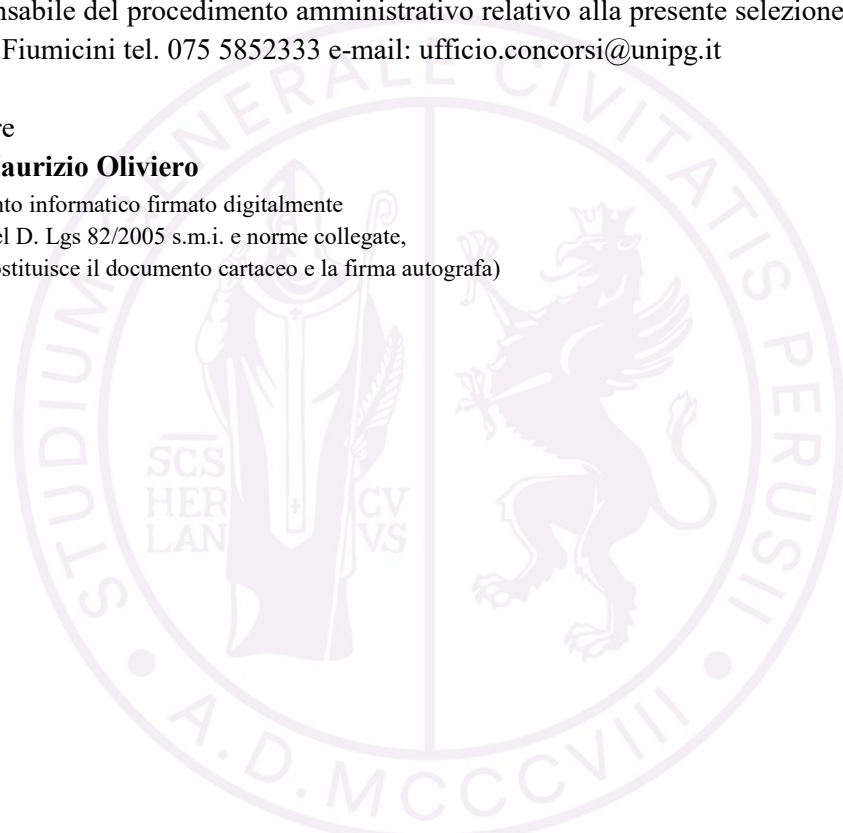 nsabile del procedimento amministrativo relativo alla presente selezione
Fiumicini tel. 075 5852333 e-mail: ufficio.concorsi@unipg.it
re
aurizio Oliviero
nto informatico firmato digitalmente
el D. Lgs 82/2005 s.m.i. e norme collegate,
ostituisce il documento cartaceo e la firma autografa)
STUDIUM GENERALE CIVITATIS PERUSII
SCS
HER
LAN
CV
VS
A.D. MCCCVIII